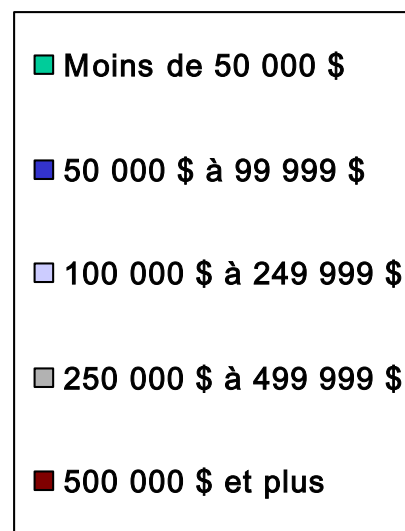 Moins de 50 000 $
50 000 $ à 99 999 $
100 000 $ à 249 999 $
250 000 $ à 499 999 $
500 000 $ et plus